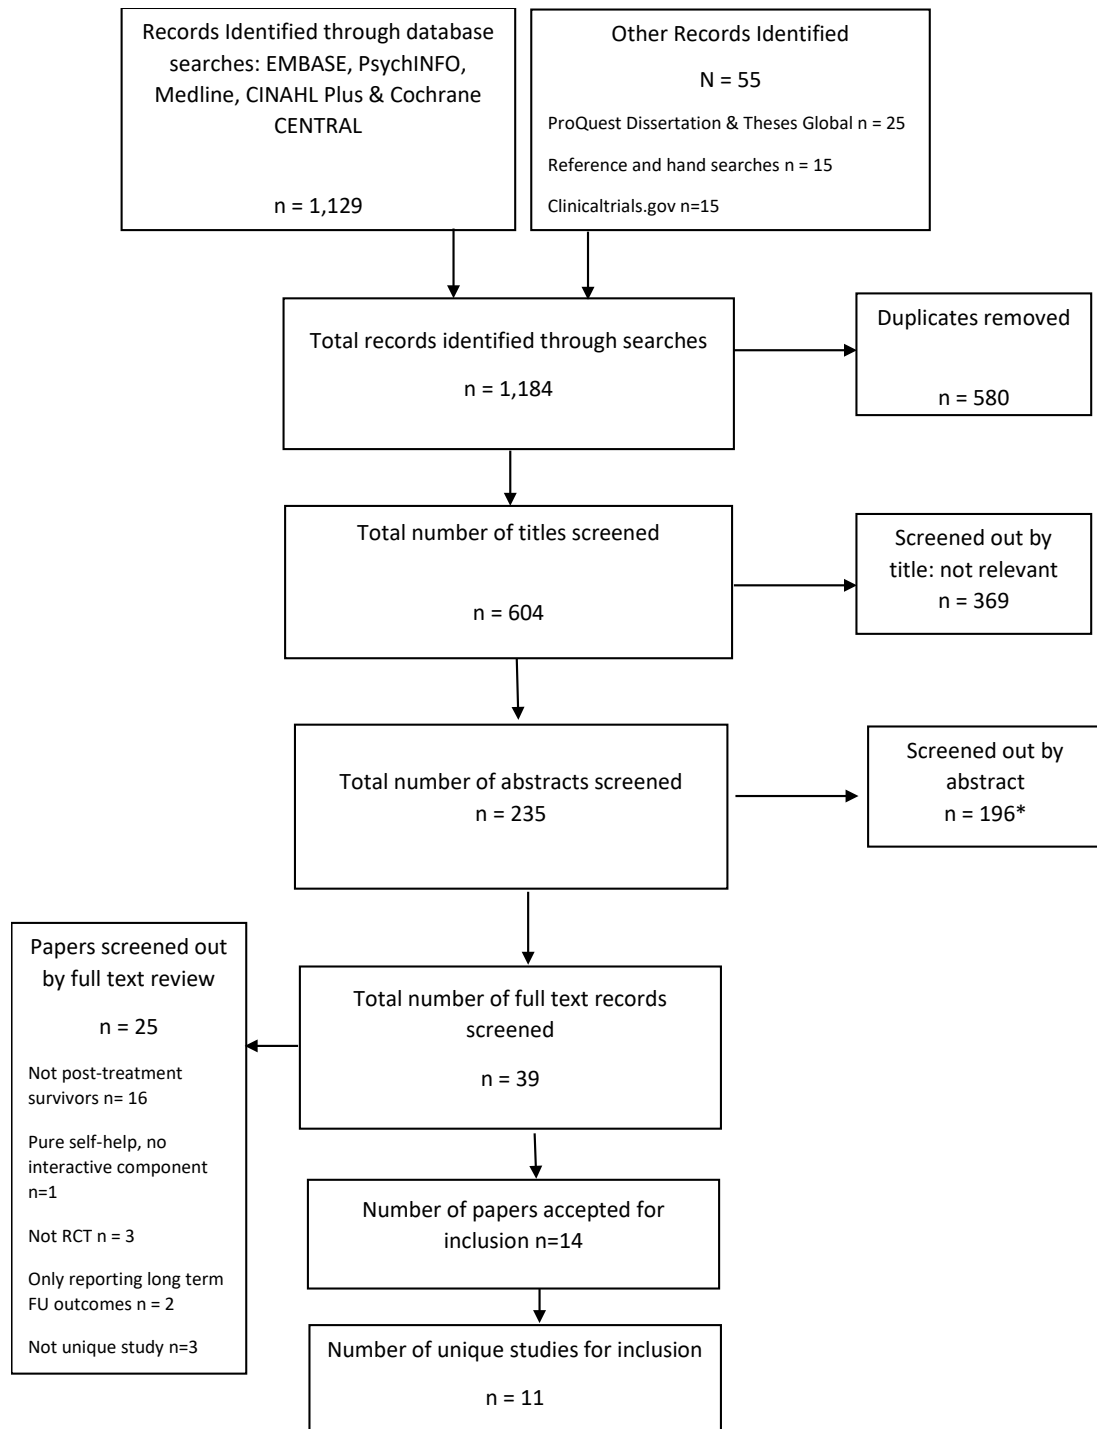 Records Identified through database
searches: EMBASE, PsychINFO,
Medline, CINAHL Plus & Cochrane
CENTRAL
n = 1,129
Other Records Identified
N = 55
ProQuest Dissertation & Theses Global n = 25
Reference and hand searches n = 15
Clinicaltrials.gov n=15
Total records identified through searches
n = 1,184
Duplicates removed
n = 580
Total number of titles screened
n = 604
Screened out by
title: not relevant
n = 369
Total number of abstracts screened
n = 235
Screened out by
abstract
n = 196*
Papers screened out
by full text review
n = 25
Not post-treatment
survivors n= 16
Pure self-help, no
interactive component
n=1
Not RCT n = 3
Only reporting long term
FU outcomes n = 2
Not unique study n=3
Total number of full text records
screened
n = 39
Number of papers accepted for
inclusion n=14
Number of unique studies for inclusion
n = 11